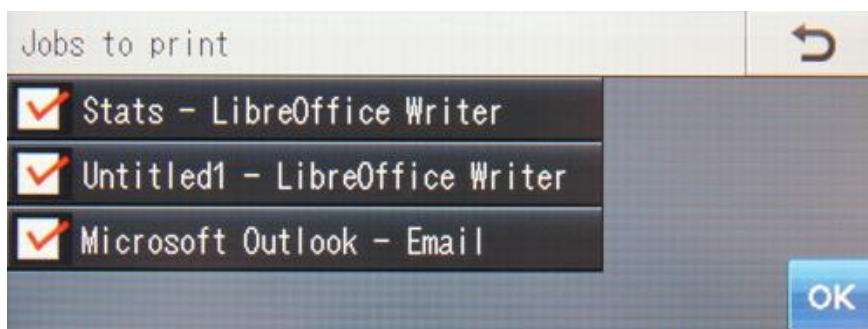 Jobs to print
Stats - LibreOffice Writer
Untitled1 - LibreOffice Writer
Microsoft Outlook - Email
OK